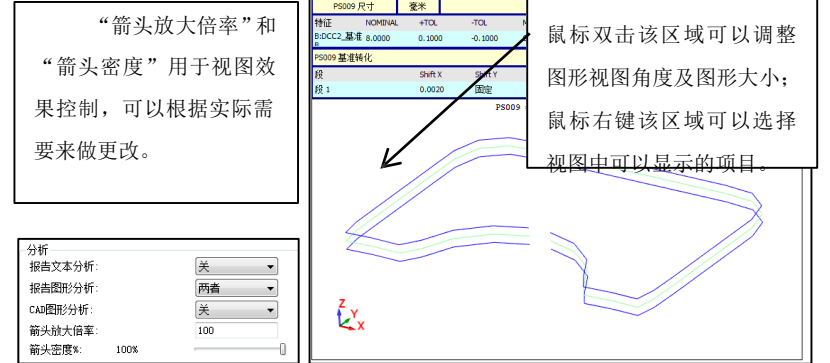 “箭头放大倍率”和
“箭头密度”用于视图效
果控制，可以根据实际需
要来做更改。
分析
报告文本分析: 关
报告图形分析: 两者
CAD图形分析: 关
箭头放大倍率: 100
箭头密度%: 100%
PS009 尺寸 毫米
特征 NOMINAL +TOL -TOL
B:DCC2_基准 8.0000 0.1000 -0.1000
PS009 基准转化
段 Shift X Shift Y
段 1 0.0020 固定
PS009
Z
Y
X
鼠标双击该区域可以调整
图形视图角度及图形大小；
鼠标右键该区域可以选择
视图中可以显示的项目。